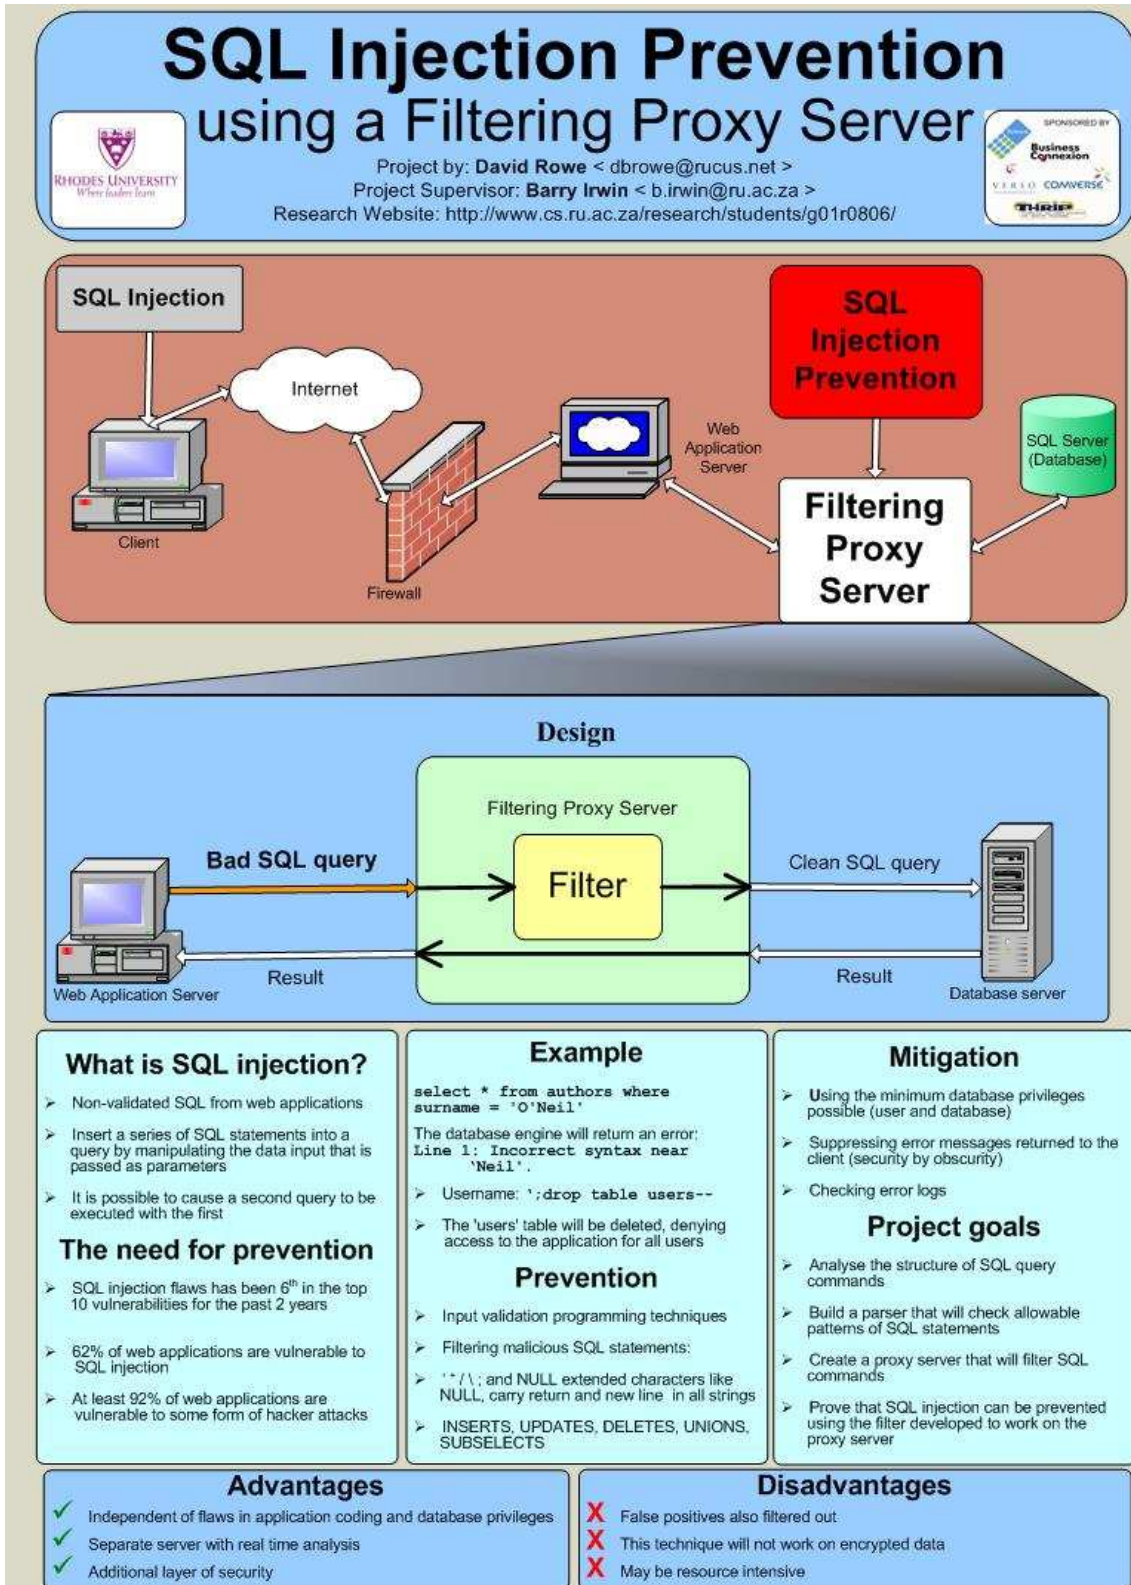 SQL Injection Prevention
using a Filtering Proxy Server
Project by: David Rowe < dbrowe@rucus.net >
Project Supervisor: Barry Irwin < b.irwin@ru.ac.za >
Research Website: http://www.cs.ru.ac.za/research/students/g01r0806/
RHODES UNIVERSITY
Where leaders learn
SPONSORED BY
Business
Connexion
VERSO COMVERSE
THRIP
SQL Injection
Internet
Client
Firewall
Web
Application
Server
SQL
Injection
Prevention
SQL Server
(Database)
Filtering
Proxy
Server
Design
Filtering Proxy Server
Bad SQL query
Filter
Clean SQL query
Result
Result
Web Application Server
Database server
What is SQL injection?
➢ Non-validated SQL from web applications
➢ Insert a series of SQL statements into a
query by manipulating the data input that is
passed as parameters
➢ It is possible to cause a second query to be
executed with the first
The need for prevention
➢ SQL injection flaws has been 6th in the top
10 vulnerabilities for the past 2 years
➢ 62% of web applications are vulnerable to
SQL injection
➢ At least 92% of web applications are
vulnerable to some form of hacker attacks
Example
select * from authors where
surname = 'O'Neil'
The database engine will return an error:
Line 1: Incorrect syntax near
‘Neil'.
➢ Username: ‘;drop table users--
➢ The 'users' table will be deleted, denying
access to the application for all users
Prevention
➢ Input validation programming techniques
➢ Filtering malicious SQL statements:
➢ ' " / \ ; and NULL extended characters like
NULL, carry return and new line in all strings
➢ INSERTS, UPDATES, DELETES, UNIONS,
SUBSELECTS
Mitigation
➢ Using the minimum database privileges
possible (user and database)
➢ Suppressing error messages returned to the
client (security by obscurity)
➢ Checking error logs
Project goals
➢ Analyse the structure of SQL query
commands
➢ Build a parser that will check allowable
patterns of SQL statements
➢ Create a proxy server that will filter SQL
commands
➢ Prove that SQL injection can be prevented
using the filter developed to work on the
proxy server
Advantages
✓ Independent of flaws in application coding and database privileges
✓ Separate server with real time analysis
✓ Additional layer of security
Disadvantages
X False positives also filtered out
X This technique will not work on encrypted data
X May be resource intensive